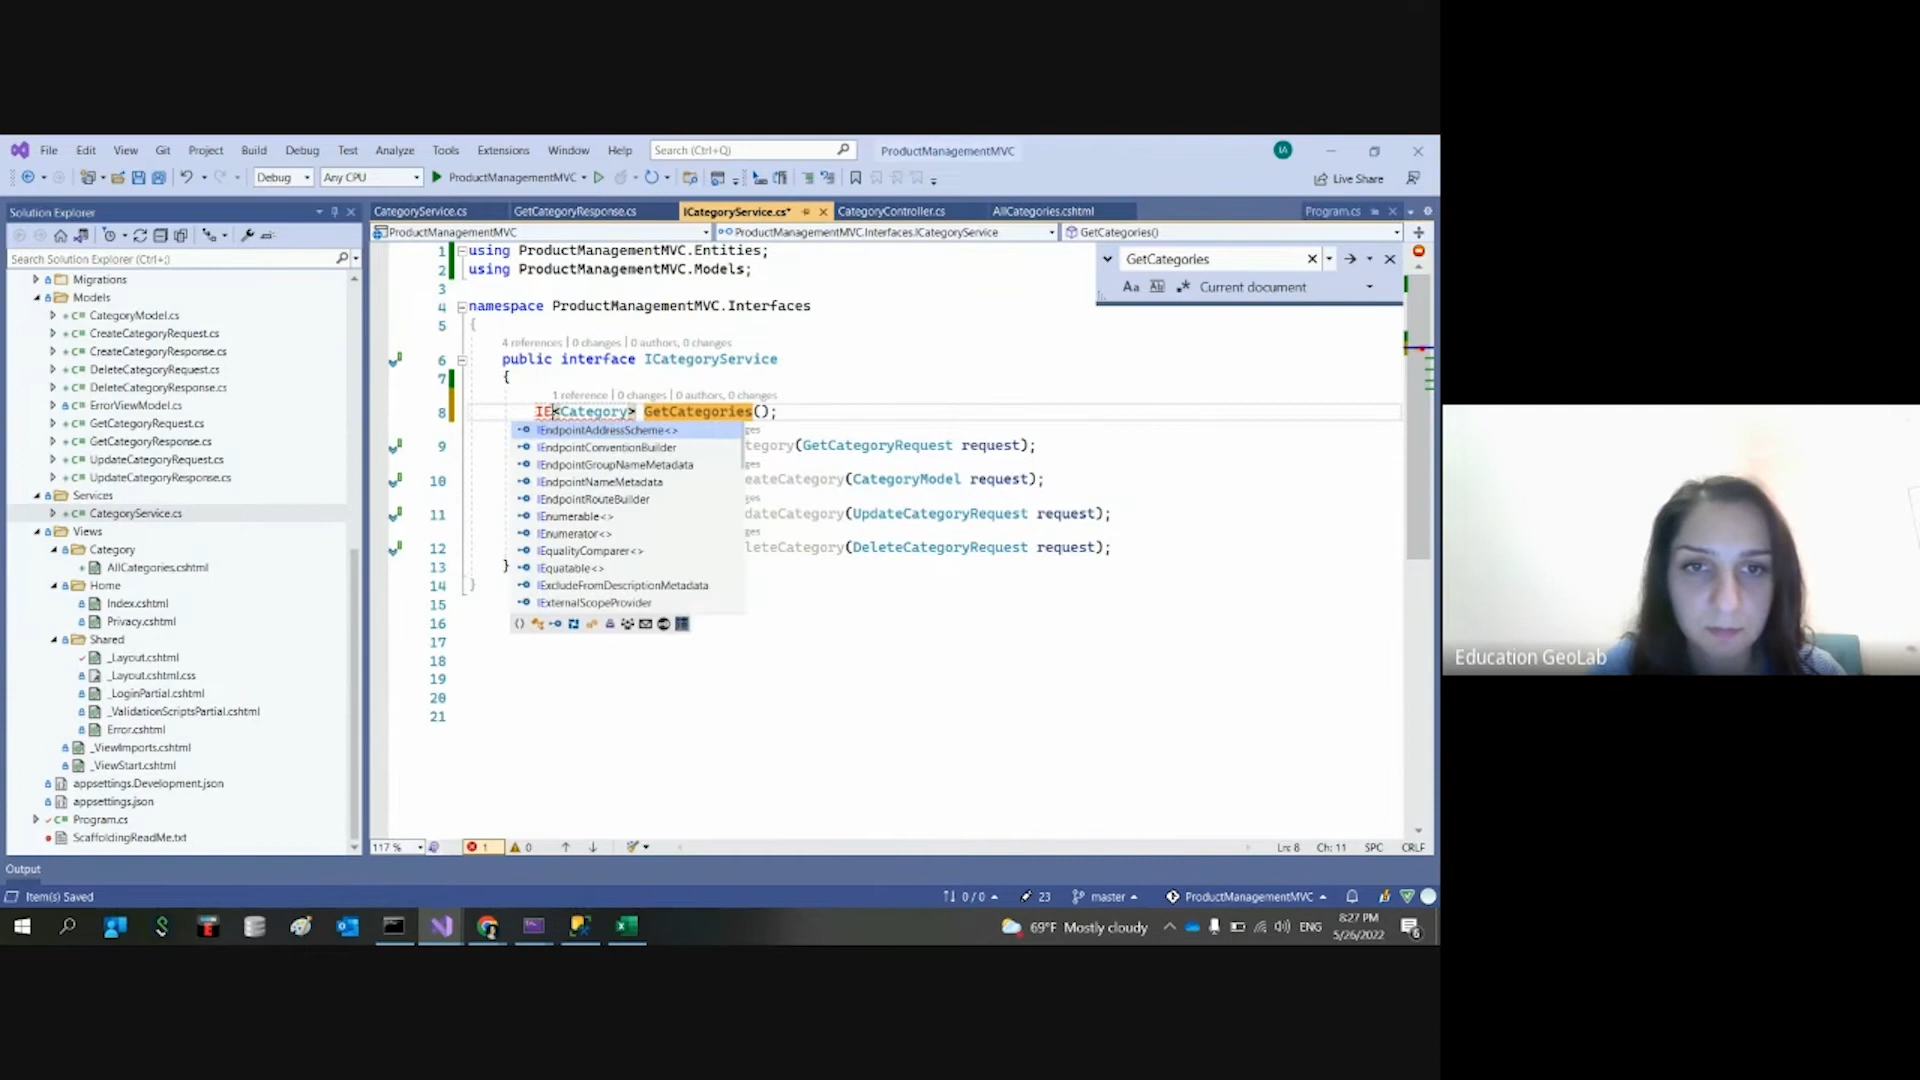 File Edit View Git Project Build Debug Test Analyze Tools Extensions Window Help Search (Ctrl+Q) ProductManagementMVC IA
Debug Any CPU ProductManagementMVC Live Share
Solution Explorer
CategoryService.cs GetCategoryResponse.cs ICategoryService.cs* CategoryController.cs AllCategories.cshtml Program.cs
ProductManagementMVC ProductManagementMVC.Interfaces.ICategoryService GetCategories()
Search Solution Explorer (Ctrl+;)
Migrations
Models
CategoryModel.cs
CreateCategoryRequest.cs
CreateCategoryResponse.cs
DeleteCategoryRequest.cs
DeleteCategoryResponse.cs
ErrorViewModel.cs
GetCategoryRequest.cs
GetCategoryResponse.cs
UpdateCategoryRequest.cs
UpdateCategoryResponse.cs
Services
CategoryService.cs
Views
Category
AllCategories.cshtml
Home
Index.cshtml
Privacy.cshtml
Shared
_Layout.cshtml
_Layout.cshtml.css
_LoginPartial.cshtml
_ValidationScriptsPartial.cshtml
Error.cshtml
_ViewImports.cshtml
_ViewStart.cshtml
appsettings.Development.json
appsettings.json
Program.cs
ScaffoldingReadMe.txt
GetCategories
Aa Current document
1 using ProductManagementMVC.Entities;
2 using ProductManagementMVC.Models;
3
4 namespace ProductManagementMVC.Interfaces
5 {
4 references | 0 changes | 0 authors, 0 changes
6 public interface ICategoryService
7 {
1 reference | 0 changes | 0 authors, 0 changes
8 IE<Category> GetCategories();
9 tegory(GetCategoryRequest request);
10 eateCategory(CategoryModel request);
11 dateCategory(UpdateCategoryRequest request);
12 leteCategory(DeleteCategoryRequest request);
13 }
14 }
15
16
17
18
19
20
21
IEndpointAddressScheme<>
IEndpointConventionBuilder
IEndpointGroupNameMetadata
IEndpointNameMetadata
IEndpointRouteBuilder
IEnumerable<>
IEnumerator<>
IEqualityComparer<>
IEquatable<>
IExcludeFromDescriptionMetadata
IExternalScopeProvider
117 % 1 0 Ln: 8 Ch: 11 SPC CRLF
Output
Item(s) Saved 0 / 0 23 master ProductManagementMVC
69°F Mostly cloudy ENG 8:27 PM
5/26/2022 6
Education GeoLab